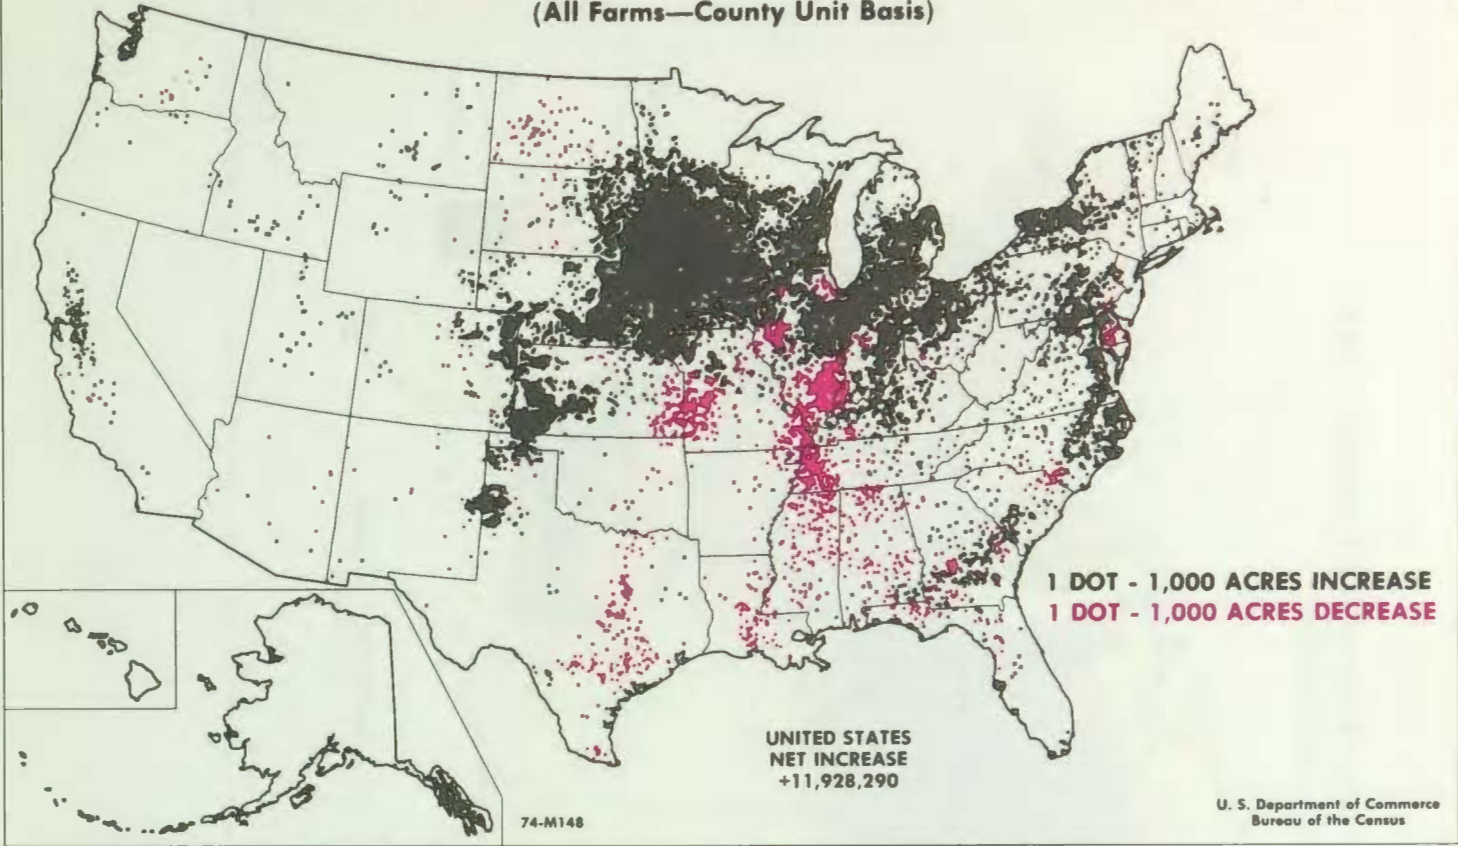 (All Farms—County Unit Basis)
1 DOT - 1,000 ACRES INCREASE
1 DOT - 1,000 ACRES DECREASE
UNITED STATES
NET INCREASE
+11,928,290
74-M148
U. S. Department of Commerce
Bureau of the Census